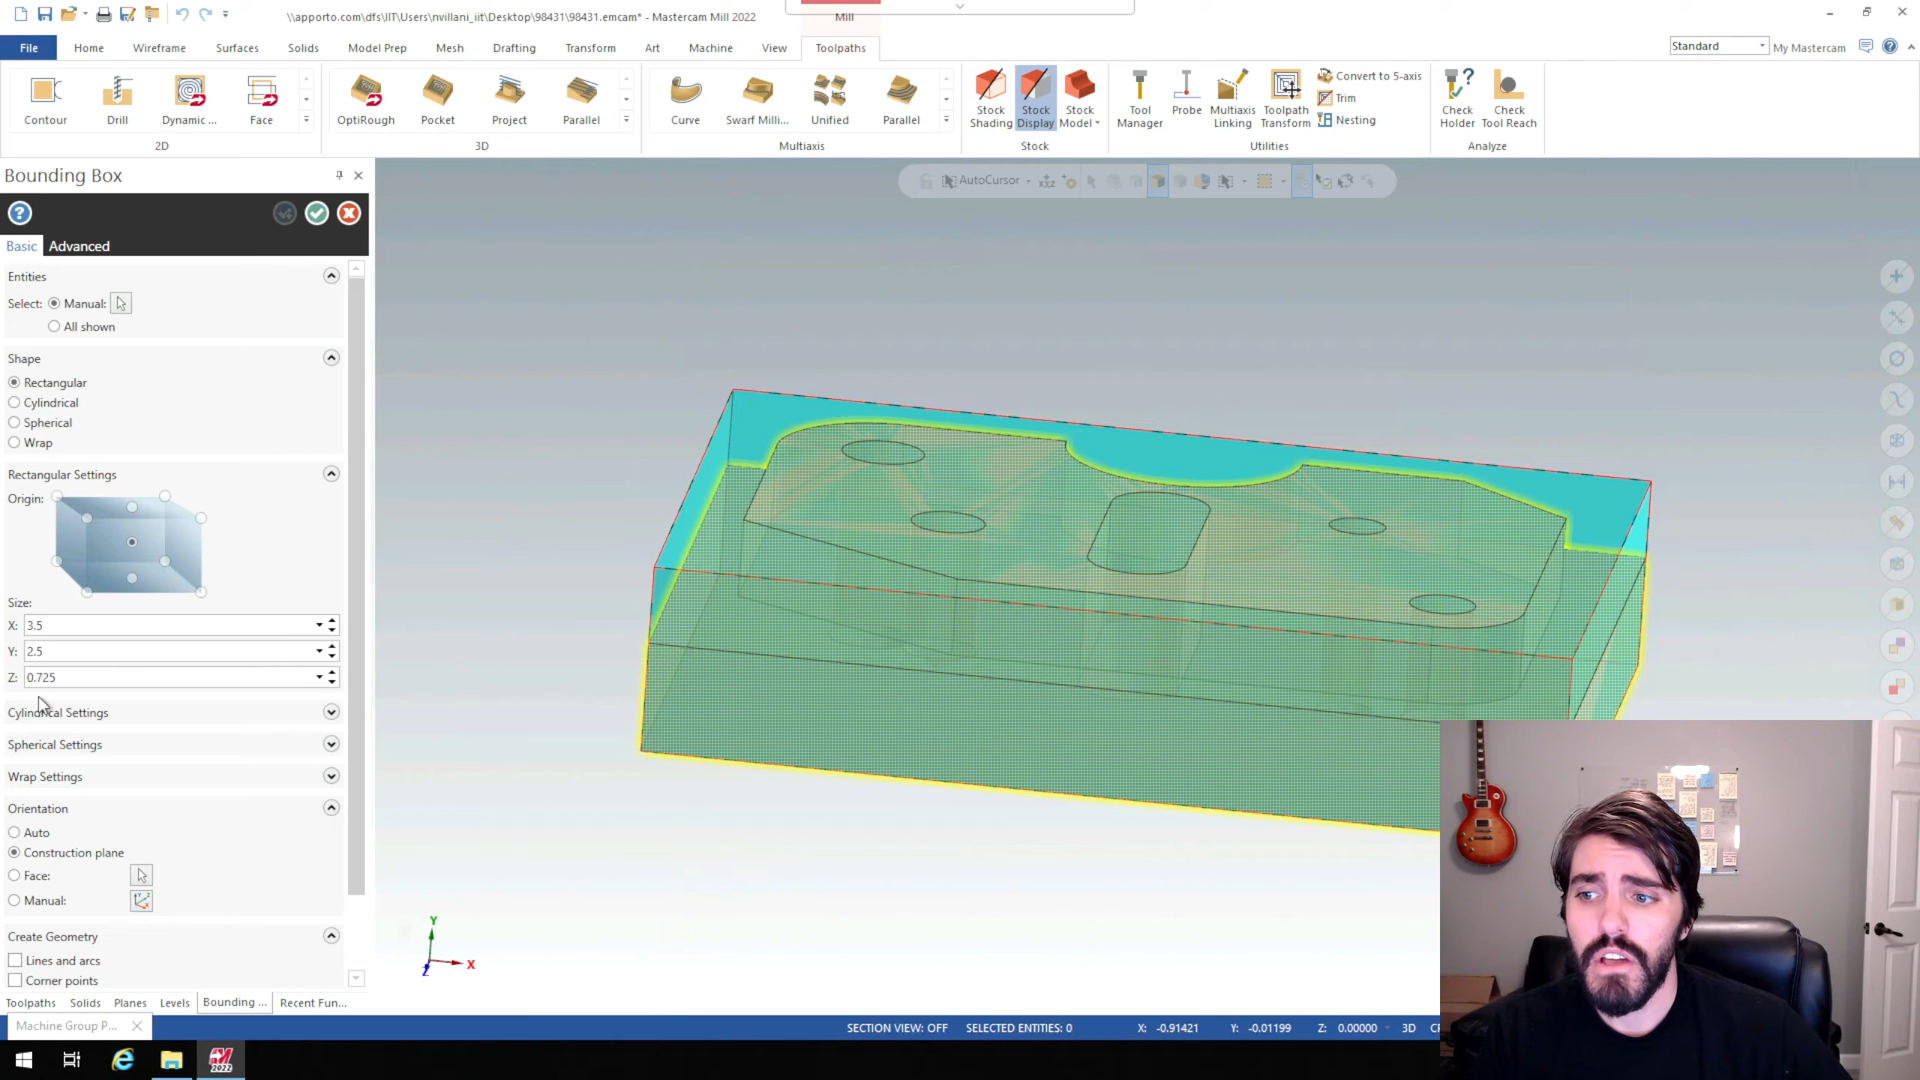 \\apporto.com\dfs\IIT\Users\nvillani_iit\Desktop\98431\98431.emcam* - Mastercam Mill 2022
Mill
File Home Wireframe Surfaces Solids Model Prep Mesh Drafting Transform Art Machine View Toolpaths
Standard My Mastercam
Contour Drill Dynamic ... Face
OptiRough Pocket Project Parallel
Curve Swarf Milli... Unified Parallel
Stock Shading Stock Display Stock Model
Tool Manager Probe Multiaxis Linking Toolpath Transform
Convert to 5-axis
Trim
Nesting
Check Holder Check Tool Reach
2D 3D Multiaxis Stock Utilities Analyze
Bounding Box
AutoCursor
Basic Advanced
Entities
Select: Manual:
All shown
Shape
Rectangular
Cylindrical
Spherical
Wrap
Rectangular Settings
Origin:
Size:
X: 3.5
Y: 2.5
Z: 0.725
Cylindrical Settings
Spherical Settings
Wrap Settings
Orientation
Auto
Construction plane
Face:
Manual:
Create Geometry
Lines and arcs
Corner points
Y
X
Z
Toolpaths Solids Planes Levels Bounding ... Recent Fun...
Machine Group P...
SECTION VIEW: OFF SELECTED ENTITIES: 0 X: -0.91421 Y: -0.01199 Z: 0.00000 3D
2022